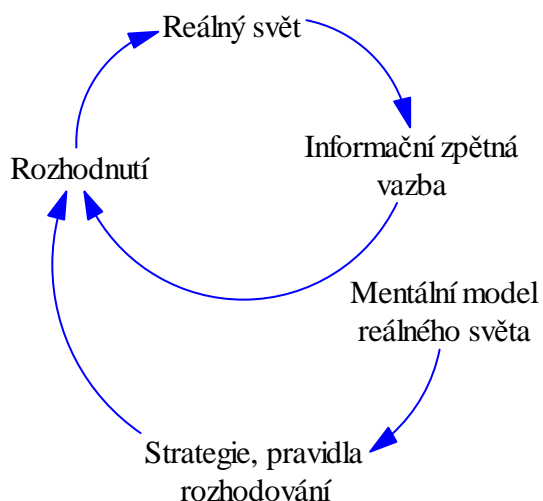 Reálný svět
Informační zpětná
vazba
Rozhodnutí
Mentální model
reálného světa
Strategie, pravidla
rozhodování